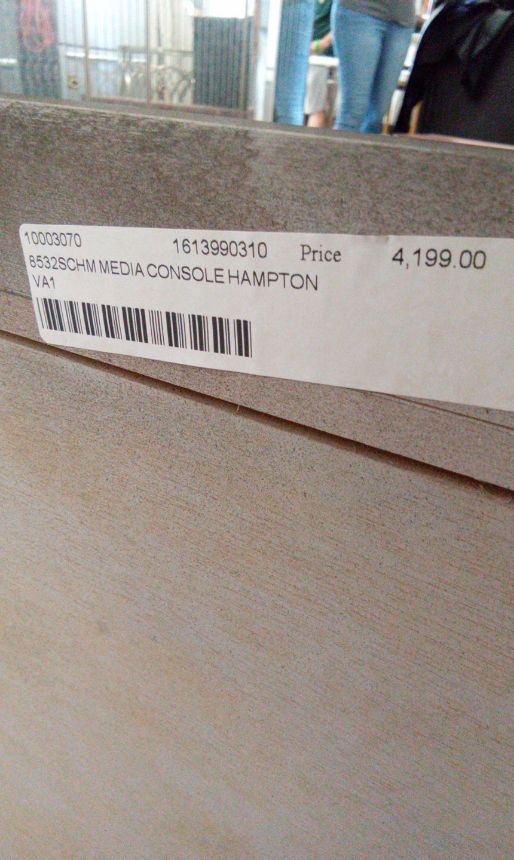 10003070 1613990310 Price 4,199.00
8532SCHM MEDIA CONSOLE HAMPTON
VA1